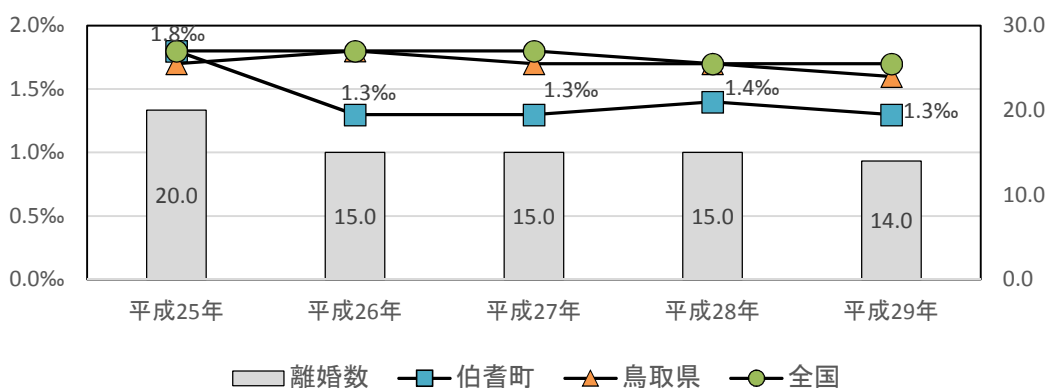 2.0‰
1.5‰
1.0‰
0.5‰
0.0‰
30.0
20.0
10.0
0.0
1.8‰
1.3‰
1.3‰
1.4‰
1.3‰
20.0
15.0
15.0
15.0
14.0
平成25年
平成26年
平成27年
平成28年
平成29年
離婚数
伯耆町
鳥取県
全国